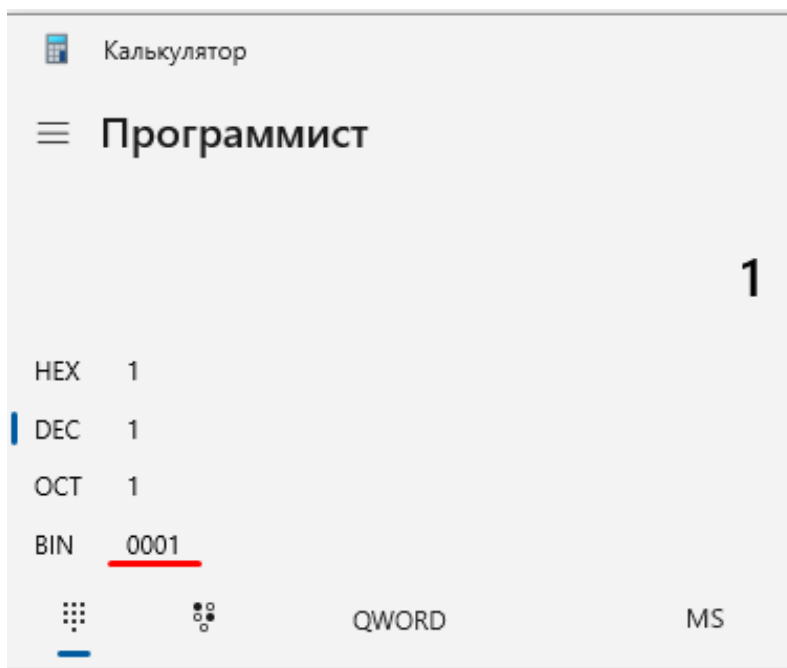 Калькулятор
Программист
1
HEX 1
DEC 1
OCT 1
BIN 0001
QWORD MS